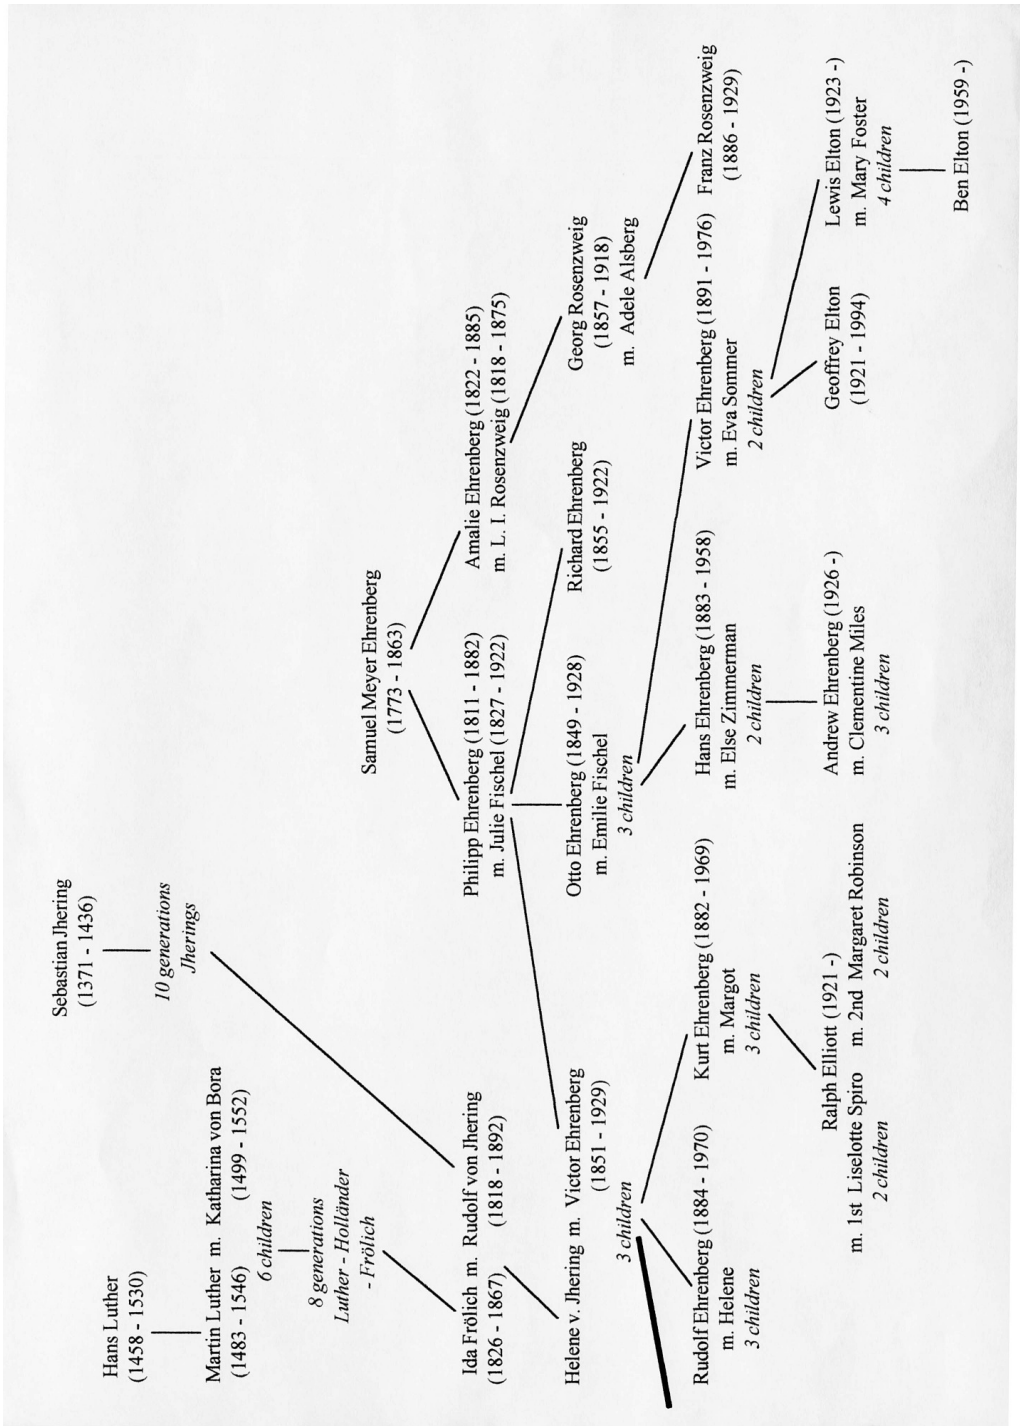 Sebastian Jhering
(1371 - 1436)
10 generations
Jherings
Hans Luther
(1458 - 1530)
Martin Luther m. Katharina von Bora
(1483 - 1546) (1499 - 1552)
6 children
8 generations
Luther - Holländer
- Frölich
Samuel Meyer Ehrenberg
(1773 - 1863)
Ida Frölich m. Rudolf von Jhering
(1826 - 1867) (1818 - 1892)
Philipp Ehrenberg (1811 - 1882)
m. Julie Fischel (1827 - 1922)
Amalie Ehrenberg (1822 - 1885)
m. L. I. Rosenzweig (1818 - 1875)
Helene v. Jhering m. Victor Ehrenberg
(1851 - 1929)
3 children
Otto Ehrenberg (1849 - 1928)
m. Emilie Fischel
3 children
Richard Ehrenberg
(1855 - 1922)
Georg Rosenzweig
(1857 - 1918)
m. Adele Alsberg
Rudolf Ehrenberg (1884 - 1970)
m. Helene
3 children
Kurt Ehrenberg (1882 - 1969)
m. Margot
3 children
Hans Ehrenberg (1883 - 1958)
m. Else Zimmerman
2 children
Victor Ehrenberg (1891 - 1976)
m. Eva Sommer
2 children
Franz Rosenzweig
(1886 - 1929)
Ralph Elliott (1921 -)
m. 1st Liselotte Spiro m. 2nd Margaret Robinson
2 children 2 children
Andrew Ehrenberg (1926 -)
m. Clementine Miles
3 children
Geoffrey Elton
(1921 - 1994)
Lewis Elton (1923 -)
m. Mary Foster
4 children
Ben Elton (1959 -)